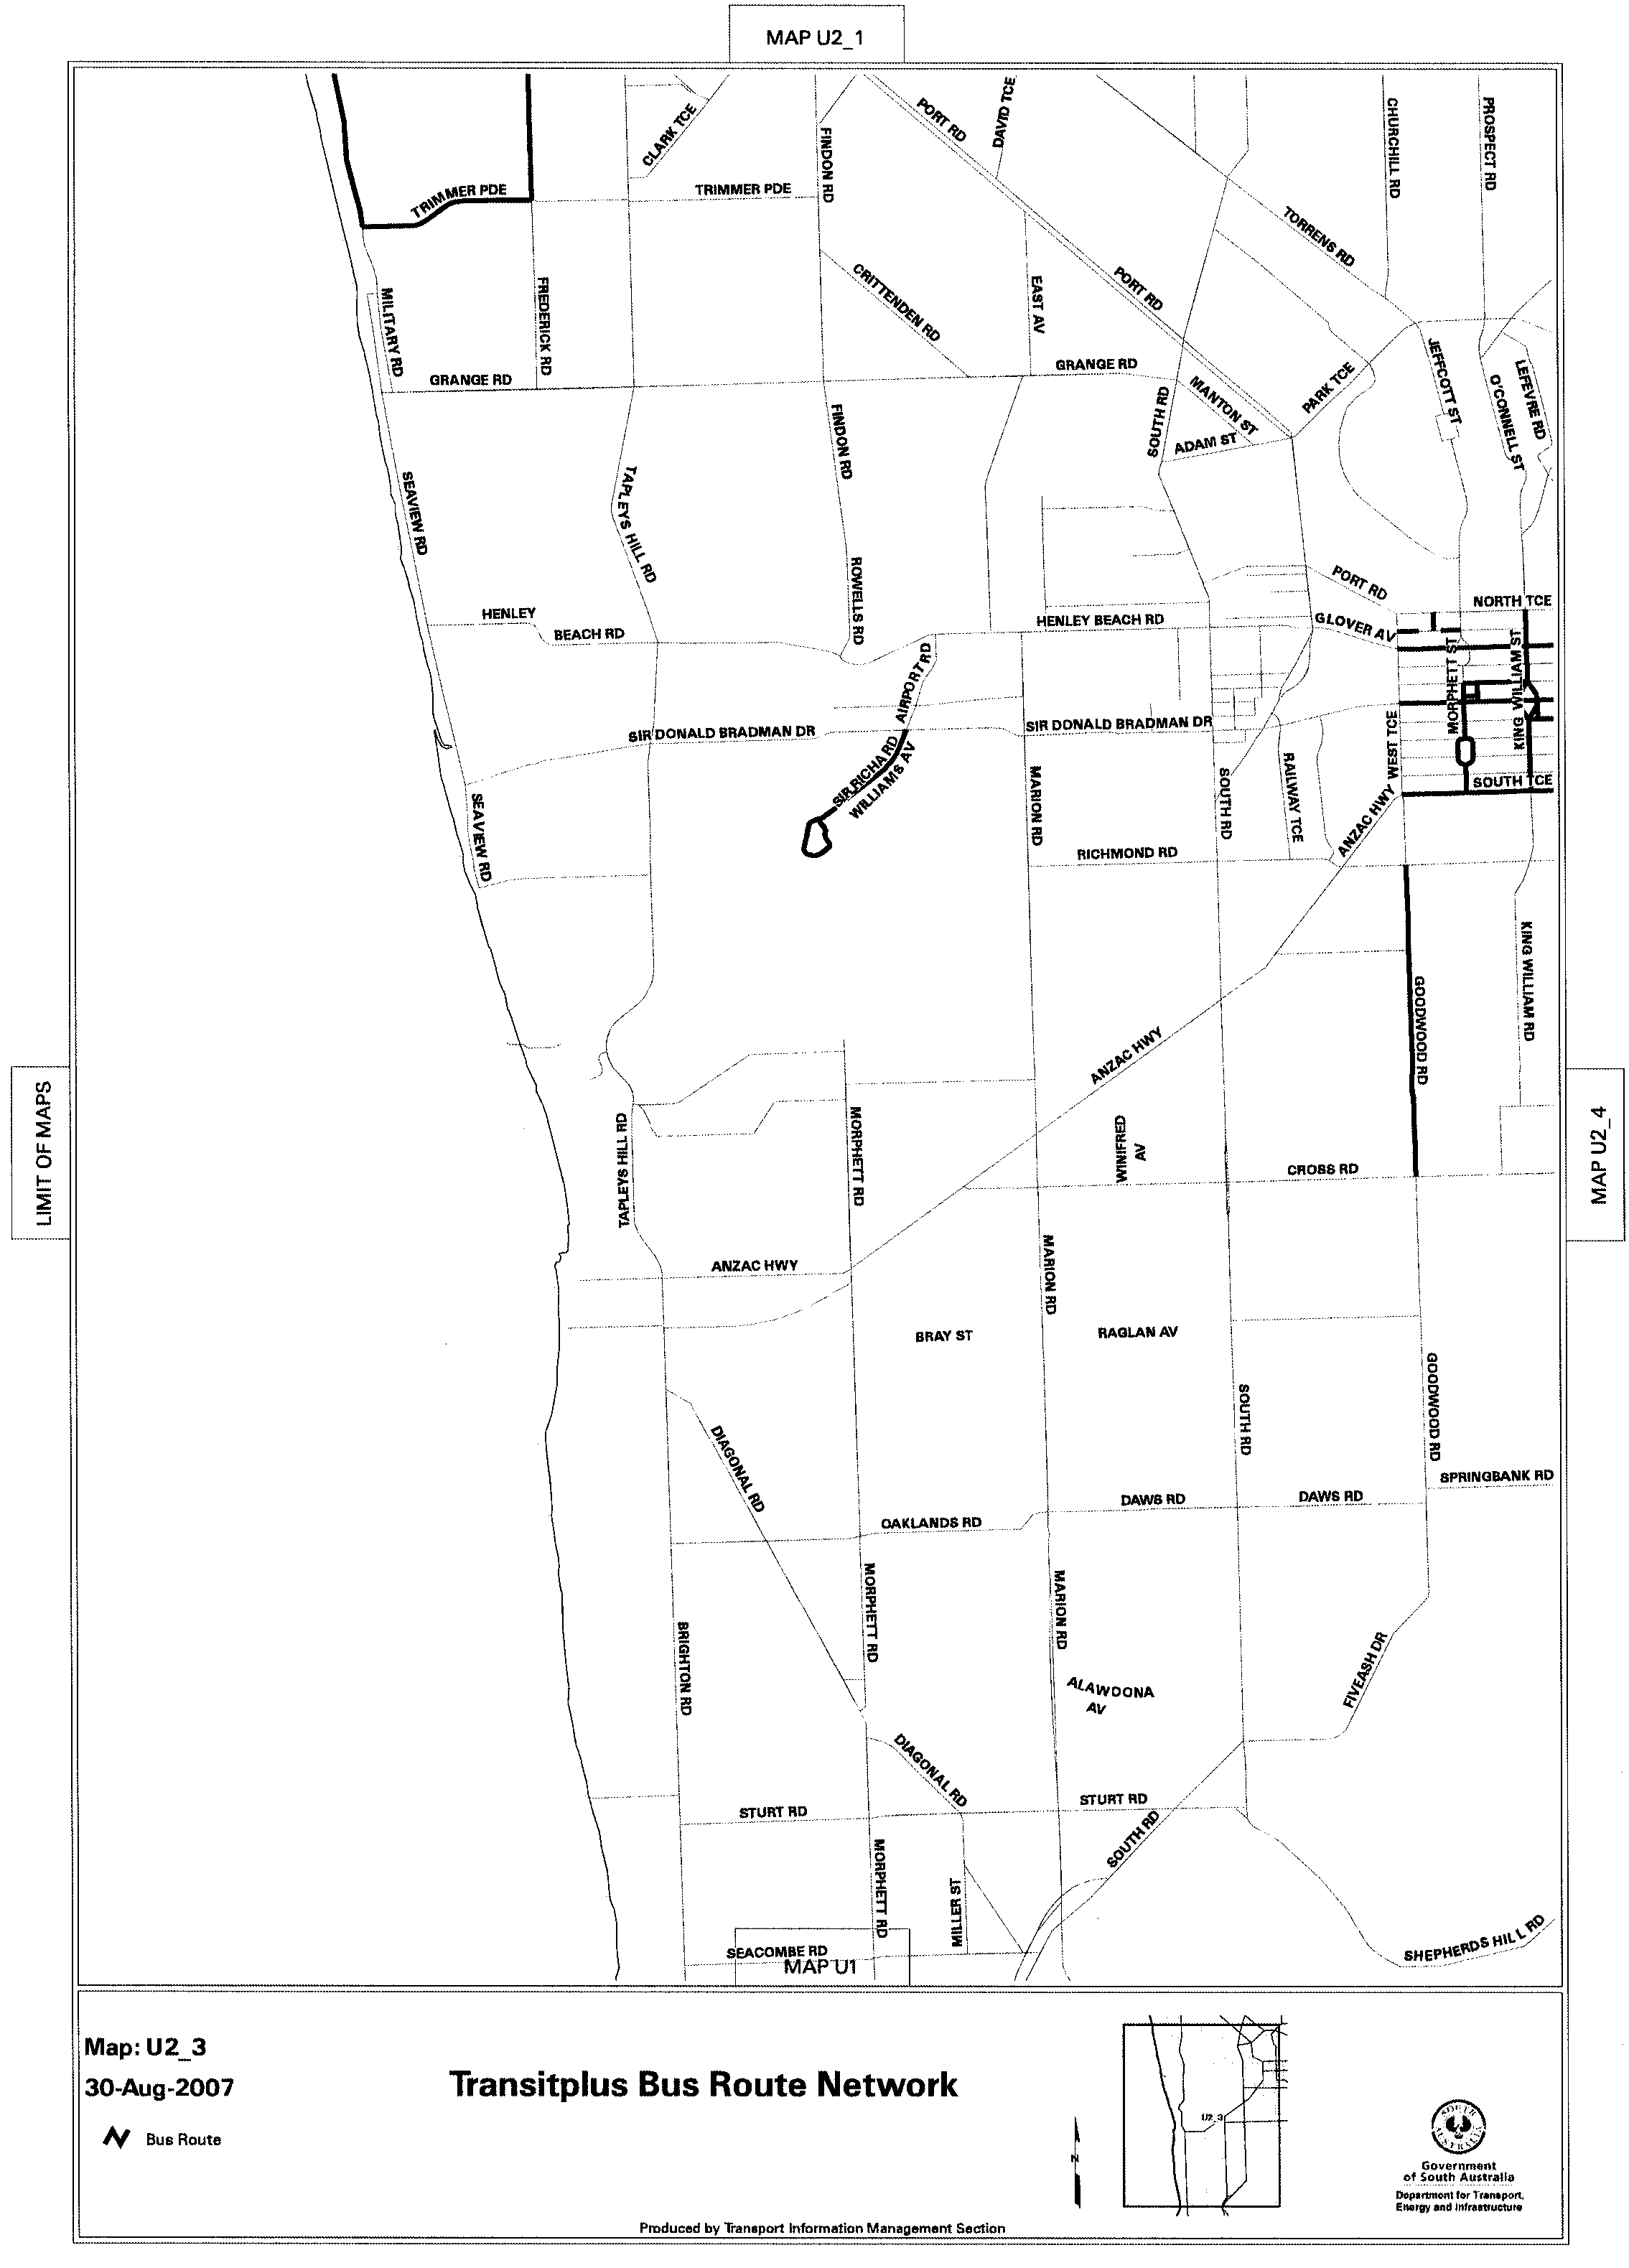 MAP U2_1
PORT RD
DAVID TCE
CHURCHILL RD
PROSPECT RD
CLARK TCE
FINDON RD
TRIMMER PDE
TRIMMER PDE
TORRENS RD
CRITTENDEN RD
PORT RD
EAST AV
MILITARY RD
FREDERICK RD
GRANGE RD
GRANGE RD
JEFFCOTT ST
O'CONNELL ST
LEFEVRE RD
PARK TCE
MANTON ST
SOUTH RD
ADAM ST
FINDON RD
SEAVIEW RD
TAPLEYS HILL RD
ROWELLS RD
PORT RD
NORTH TCE
HENLEY
BEACH RD
HENLEY BEACH RD
GLOVER AV
AIRPORT RD
MORPHETT ST
KING WILLIAM ST
SIR DONALD BRADMAN DR
SIR DONALD BRADMAN DR
WEST TCE
SIR RICHARD
WILLIAMS AV
SEAVIEW RD
MARION RD
SOUTH RD
RAILWAY TCE
ANZAC HWY
SOUTH TCE
RICHMOND RD
GOODWOOD RD
KING WILLIAM RD
ANZAC HWY
LIMIT OF MAPS
MAP U2_4
TAPLEYS HILL RD
MORPHETT RD
WINIFRED
AV
CROSS RD
ANZAC HWY
MARION RD
BRAY ST
RAGLAN AV
GOODWOOD RD
SOUTH RD
DIAGONAL RD
SPRINGBANK RD
DAWS RD
DAWS RD
OAKLANDS RD
MORPHETT RD
MARION RD
BRIGHTON RD
FIVEASH DR
ALAWOONA
AV
DIAGONAL RD
STURT RD
STURT RD
SOUTH RD
MORPHETT RD
MILLER ST
SEACOMBE RD
MAP U1
SHEPHERDS HILL RD
Map: U2_3
30-Aug-2007
Bus Route
Transitplus Bus Route Network
N
U2_3
SOUTH
AUSTRALIA
Government
of South Australia
Department for Transport,
Energy and Infrastructure
Produced by Transport Information Management Section